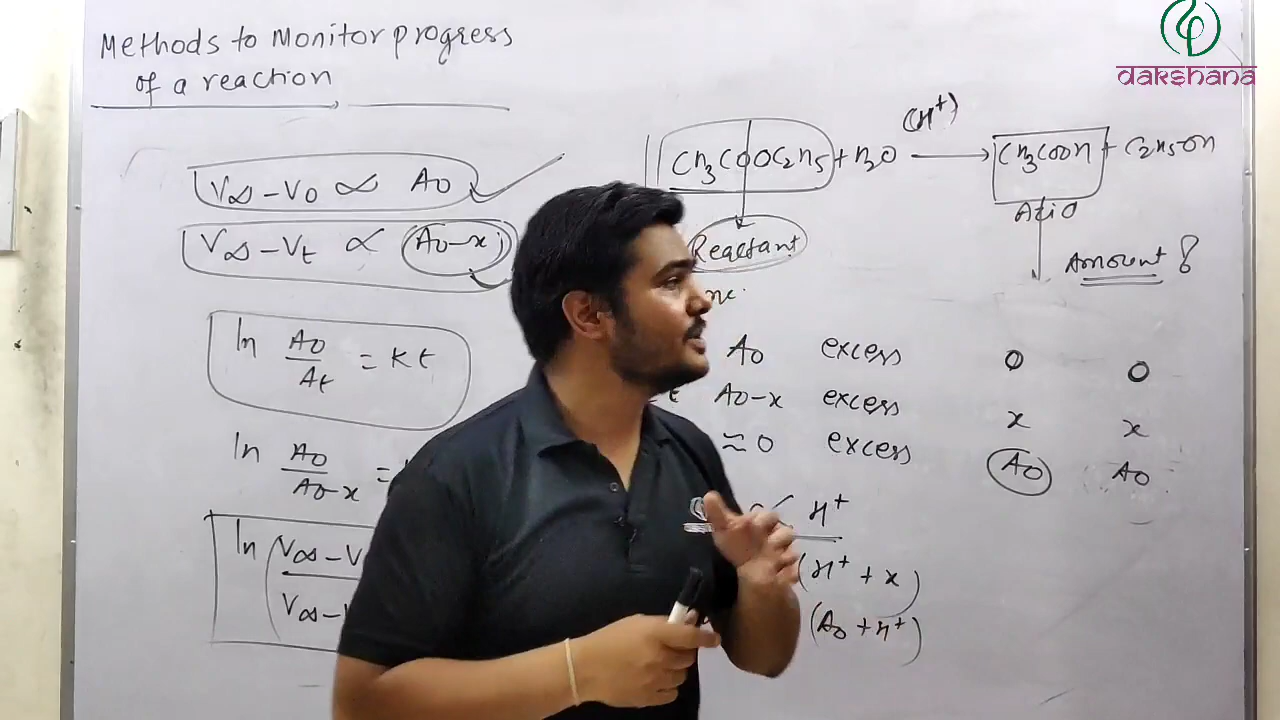 Methods to Monitor progress
of a reaction
dakshana
V∞ - V0 ∝ A0
V∞ - Vt ∝ A0-x
ln A0/At = Kt
ln A0/A0-x =
ln (V∞ - V
V∞ -
(H+)
CH3COOC2H5 + H2O → CH3COOH + C2H5OH
Reactant
Acid
Amount ?
A0 excess 0 0
t A0-x excess x x
≈0 excess A0 A0
∝ H+
(H+ + x)
(A0 + H+)